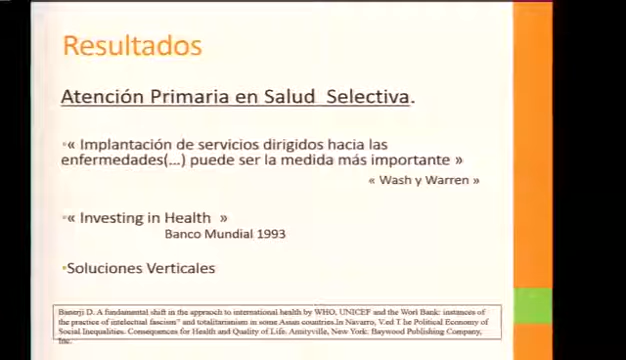 Resultados
Atención Primaria en Salud Selectiva.
« Implantación de servicios dirigidos hacia las
enfermedades(...) puede ser la medida más importante »
« Wash y Warren »
« Investing in Health »
Banco Mundial 1993
Soluciones Verticales
Banerji D. A fundamental shift in the approach to international health by WHO, UNICEF and the Worl Bank: instances of
the practice of intelectual fascism" and totalitarianism in some Asian countries.In Navarro, V.ed T he Political Economy of
Social Inequalities. Consequences for Health and Quality of Life. Amityville, New York: Baywood Publishing Company,
Inc.